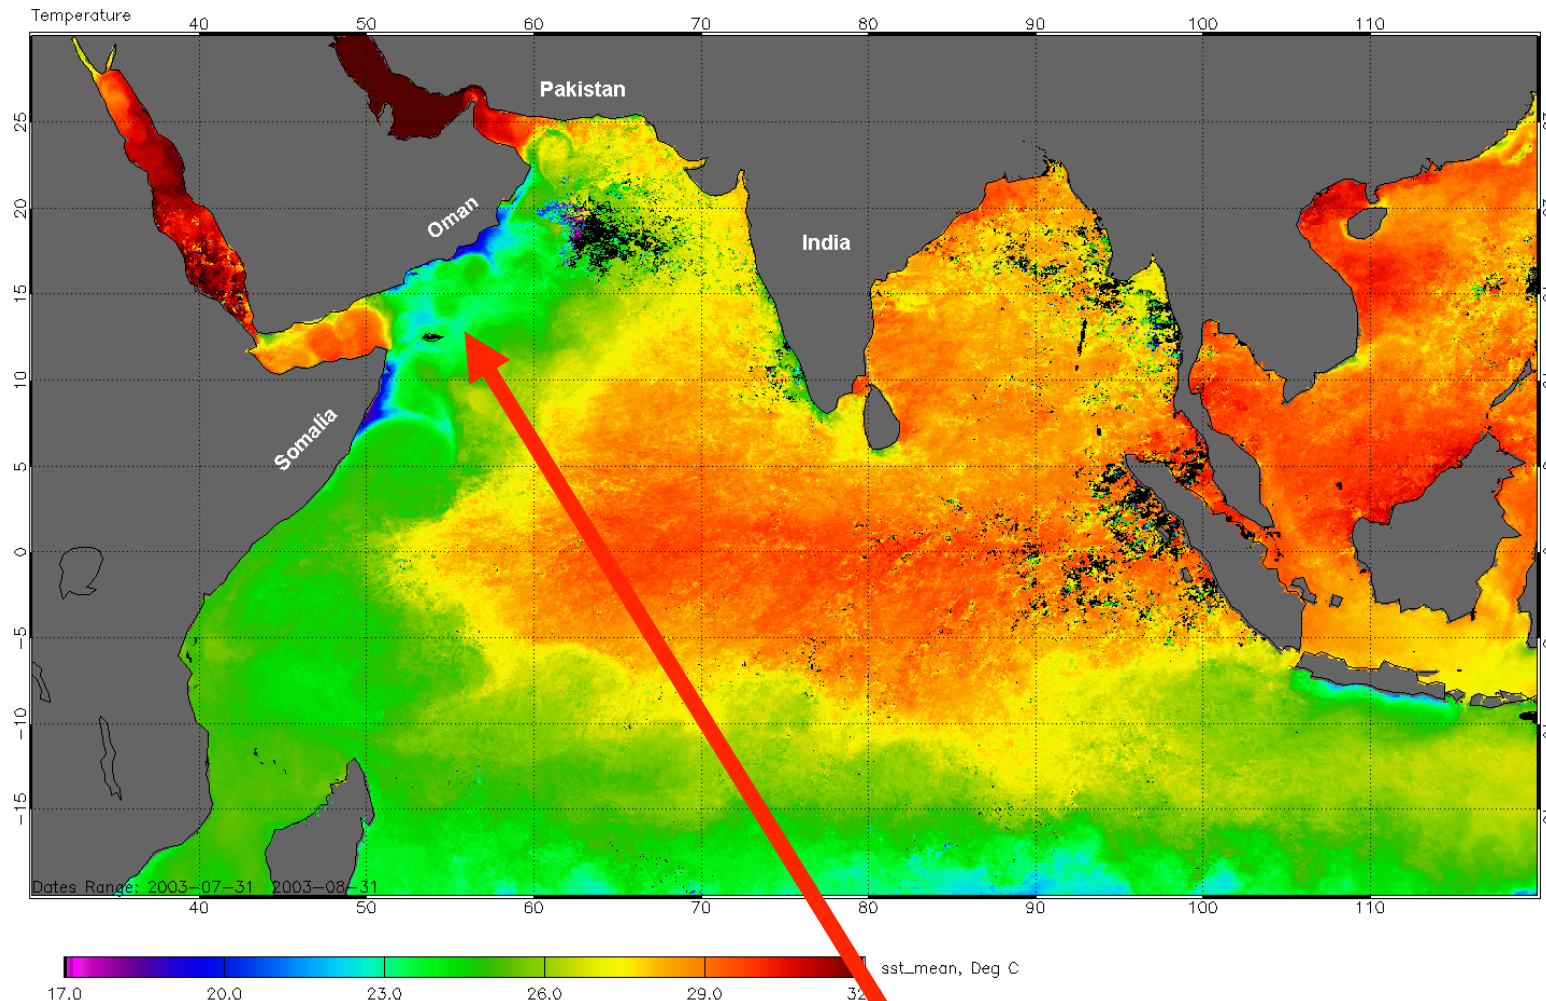 Temperature
40 50 60 70 80 90 100 110
Pakistan
25
20
Oman
India
15
10
Somalia
5
0
-5
-10
-15
Dates Range: 2003-07-31 2003-08-31
40 50 60 70 80 90 100 110
sst_mean, Deg C
17.0 20.0 23.0 26.0 29.0